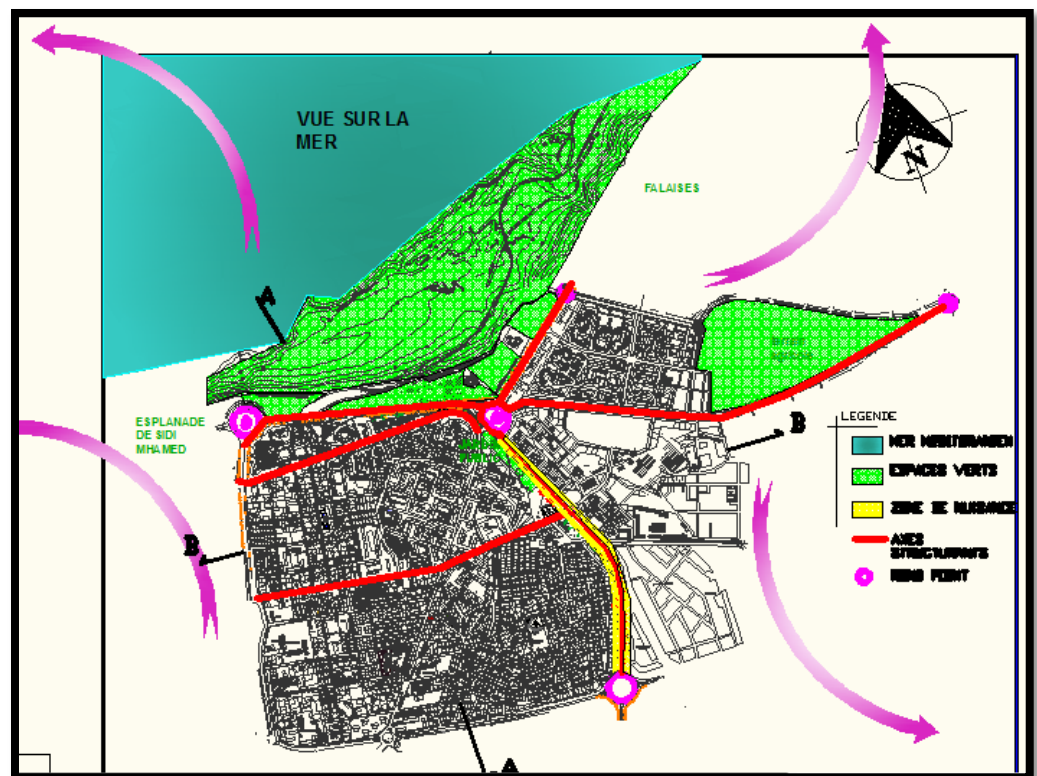 VUE SUR LA
MER
N
FALAISES
A
ESPLANADE
DE SIDI
MHAMED
B
LEGENDE
MER MEDITERRANEEN
ESPACES VERTS
ZONE DE NUISANCE
AXES
STRUCTURANTS
ROND POINT
B
A